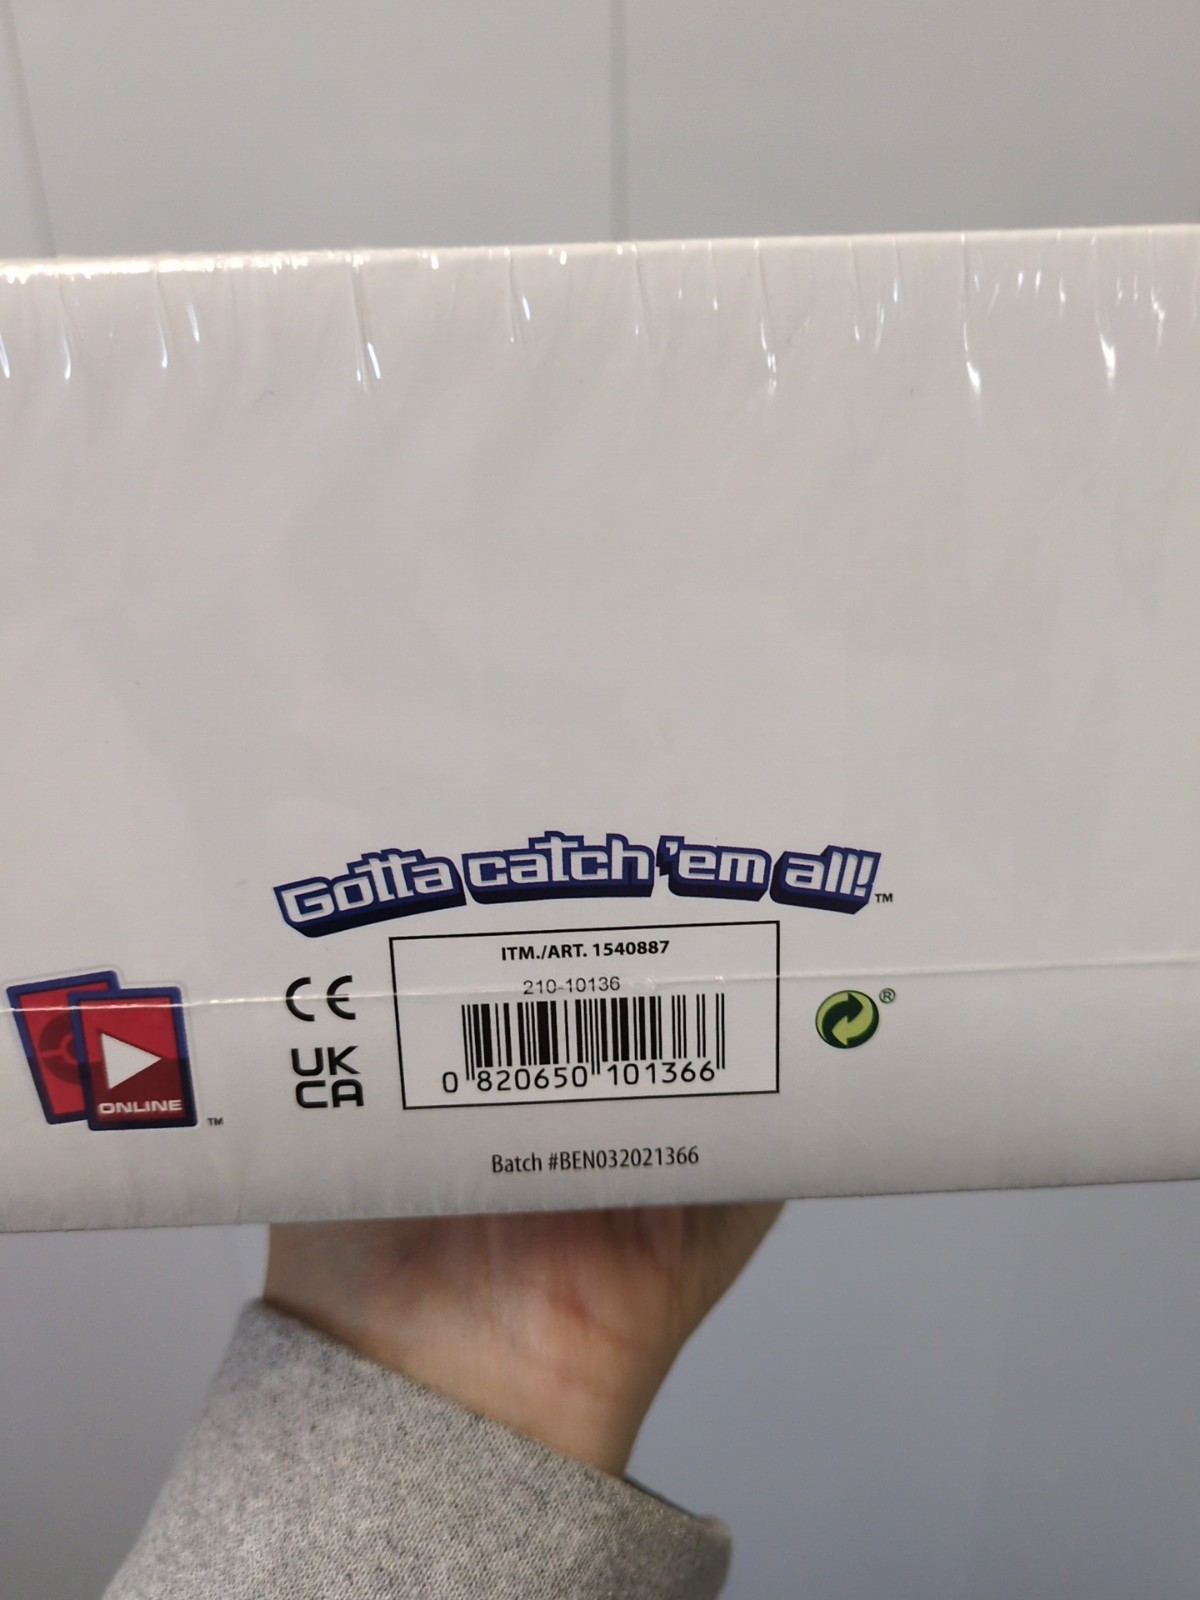 Gotta catch 'em all! ™
ITM./ART. 1540887
210-10136
0 820650 101366
CE
UK
CA
®
ONLINE
™
Batch #BEN032021366